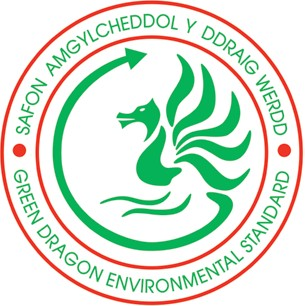 SAFON AMGYLCHEDDOL Y DDRAIG WERDD
GREEN DRAGON ENVIRONMENTAL STANDARD